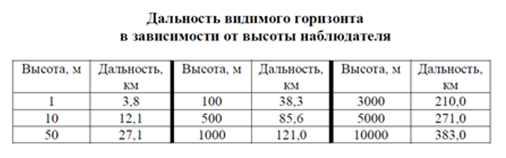 Дальность видимого горизонта
в зависимости от высоты наблюдателя
Высота, м Дальность, км Высота, м Дальность, км Высота, м Дальность, км
1 3,8 100 38,3 3000 210,0
10 12,1 500 85,6 5000 271,0
50 27,1 1000 121,0 10000 383,0